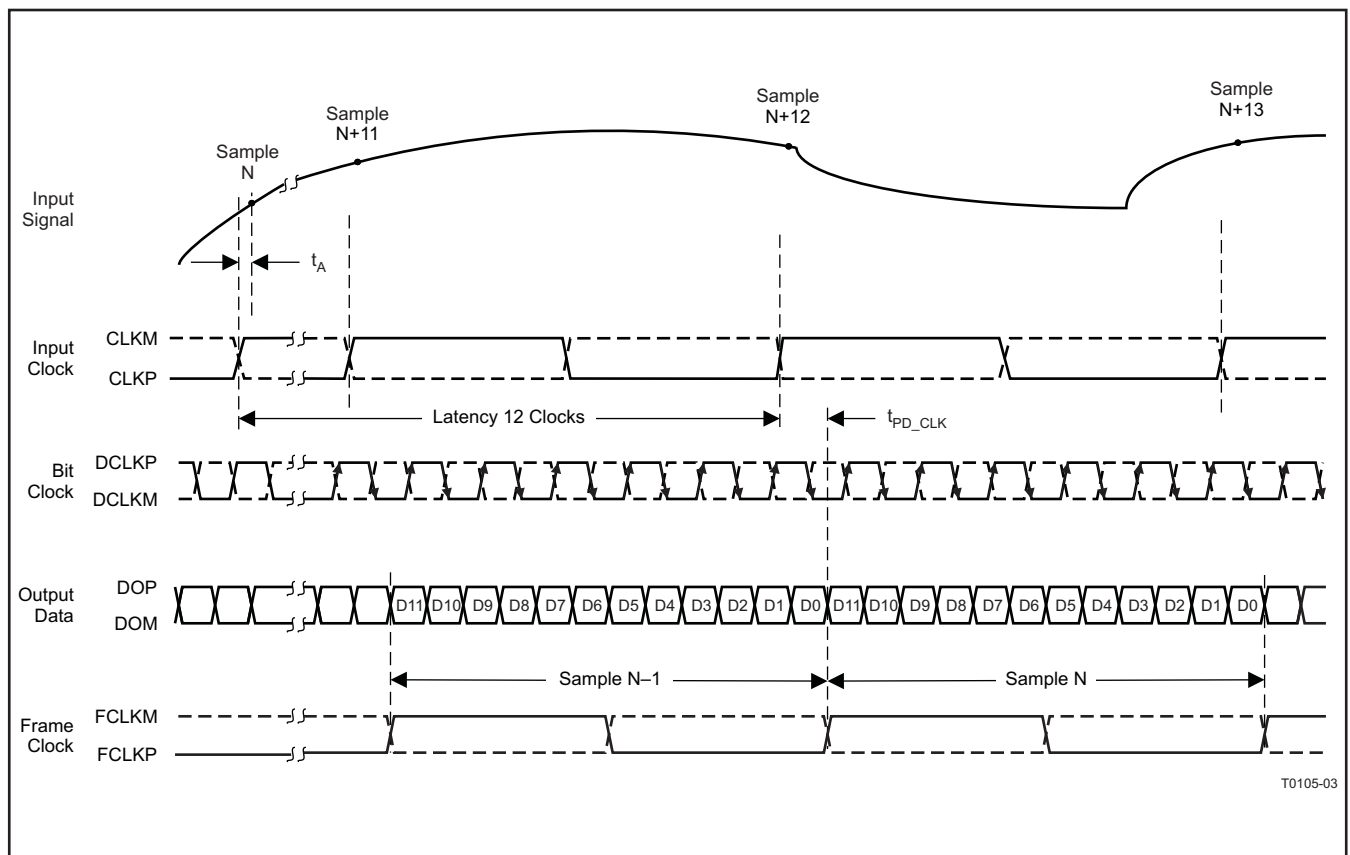 Sample
N
Sample
N+11
Sample
N+12
Sample
N+13
Input
Signal
tA
Input
Clock
CLKM
CLKP
Latency 12 Clocks
tPD_CLK
Bit
Clock
DCLKP
DCLKM
Output
Data
DOP
DOM
D11 D10 D9 D8 D7 D6 D5 D4 D3 D2 D1 D0 D11 D10 D9 D8 D7 D6 D5 D4 D3 D2 D1 D0
Sample N–1
Sample N
Frame
Clock
FCLKM
FCLKP
T0105-03